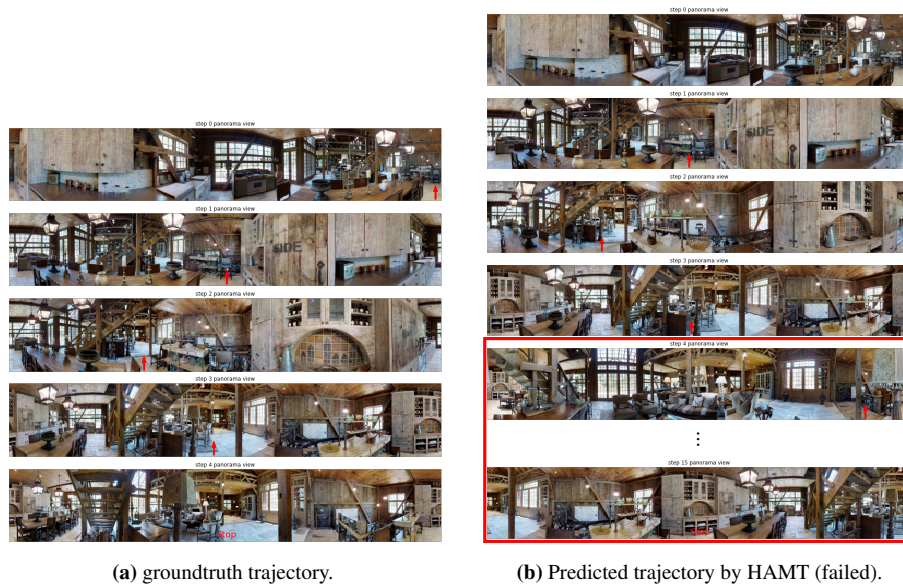 step 0 panorama view
step 1 panorama view
SIDE
step 2 panorama view
step 3 panorama view
step 4 panorama view
stop
(a) groundtruth trajectory.
step 0 panorama view
step 1 panorama view
SIDE
step 2 panorama view
step 3 panorama view
step 4 panorama view
⋮
step 15 panorama view
stop
(b) Predicted trajectory by HAMT (failed).